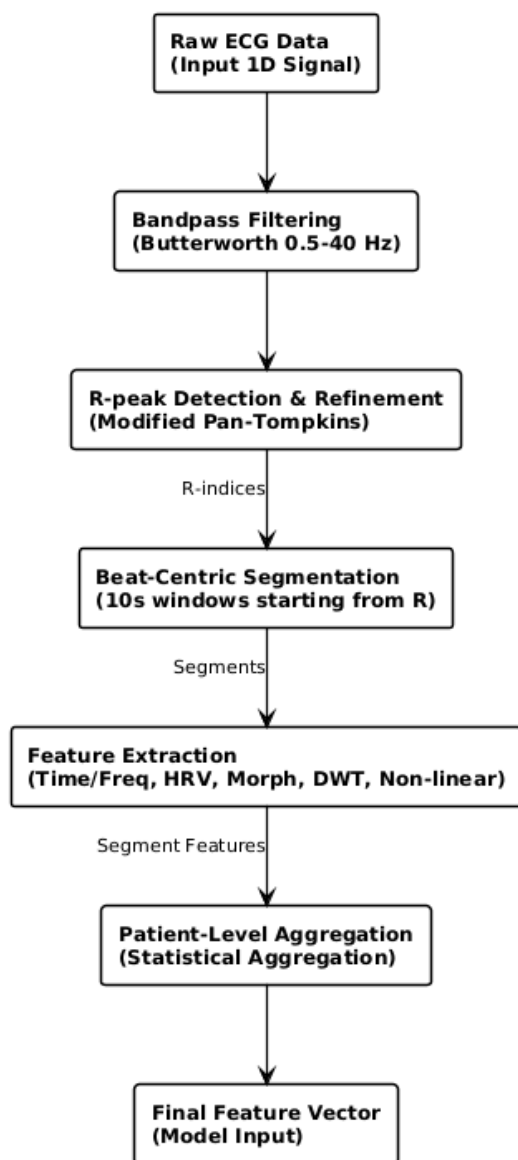 Raw ECG Data
(Input 1D Signal)
Bandpass Filtering
(Butterworth 0.5-40 Hz)
R-peak Detection & Refinement
(Modified Pan-Tompkins)
R-indices
Beat-Centric Segmentation
(10s windows starting from R)
Segments
Feature Extraction
(Time/Freq, HRV, Morph, DWT, Non-linear)
Segment Features
Patient-Level Aggregation
(Statistical Aggregation)
Final Feature Vector
(Model Input)